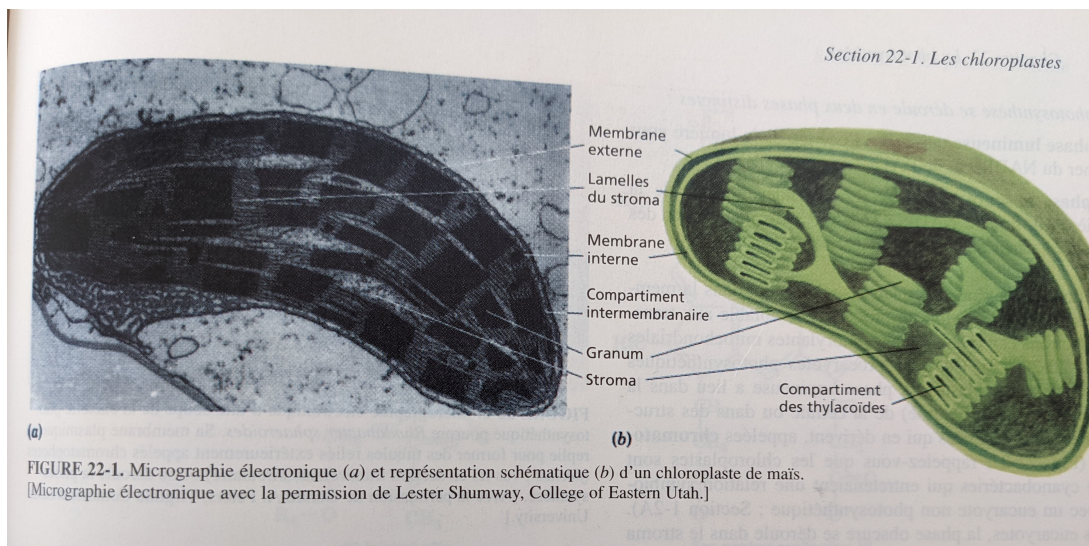 Section 22-1. Les chloroplastes
Membrane
externe
Lamelles
du stroma
Membrane
interne
Compartiment
intermembranaire
Granum
Stroma
Compartiment
des thylacoïdes
(a)
(b)
FIGURE 22-1. Micrographie électronique (a) et représentation schématique (b) d'un chloroplaste de maïs.
[Micrographie électronique avec la permission de Lester Shumway, College of Eastern Utah.]